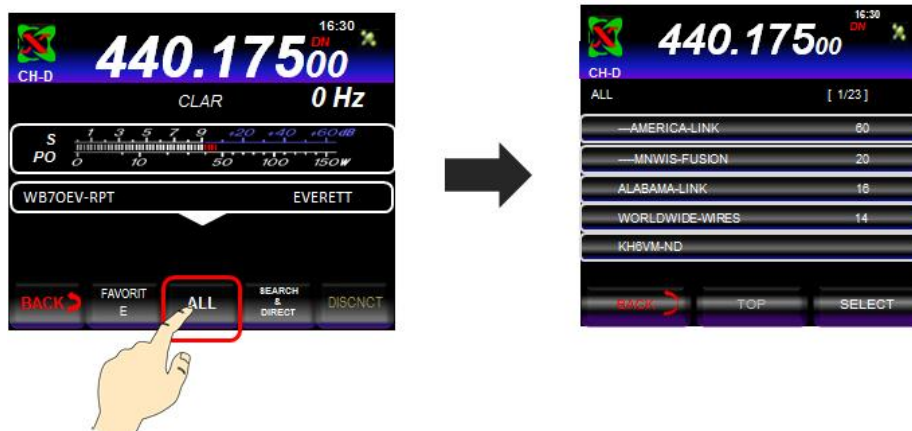 16:30
DN
440.17500
CH-D
CLAR 0 Hz
S 1 3 5 7 9 +20 +40 +60dB
PO 0 10 50 100 150W
WB7OEV-RPT EVERETT
BACK
FAVORIT
E
ALL
SEARCH
&
DIRECT
DISCNCT
16:30
DN
440.17500
CH-D
ALL [ 1/23 ]
---AMERICA-LINK 60
----MNWIS-FUSION 20
ALABAMA-LINK 16
WORLDWIDE-WIRES 14
KH6VM-ND
BACK TOP SELECT